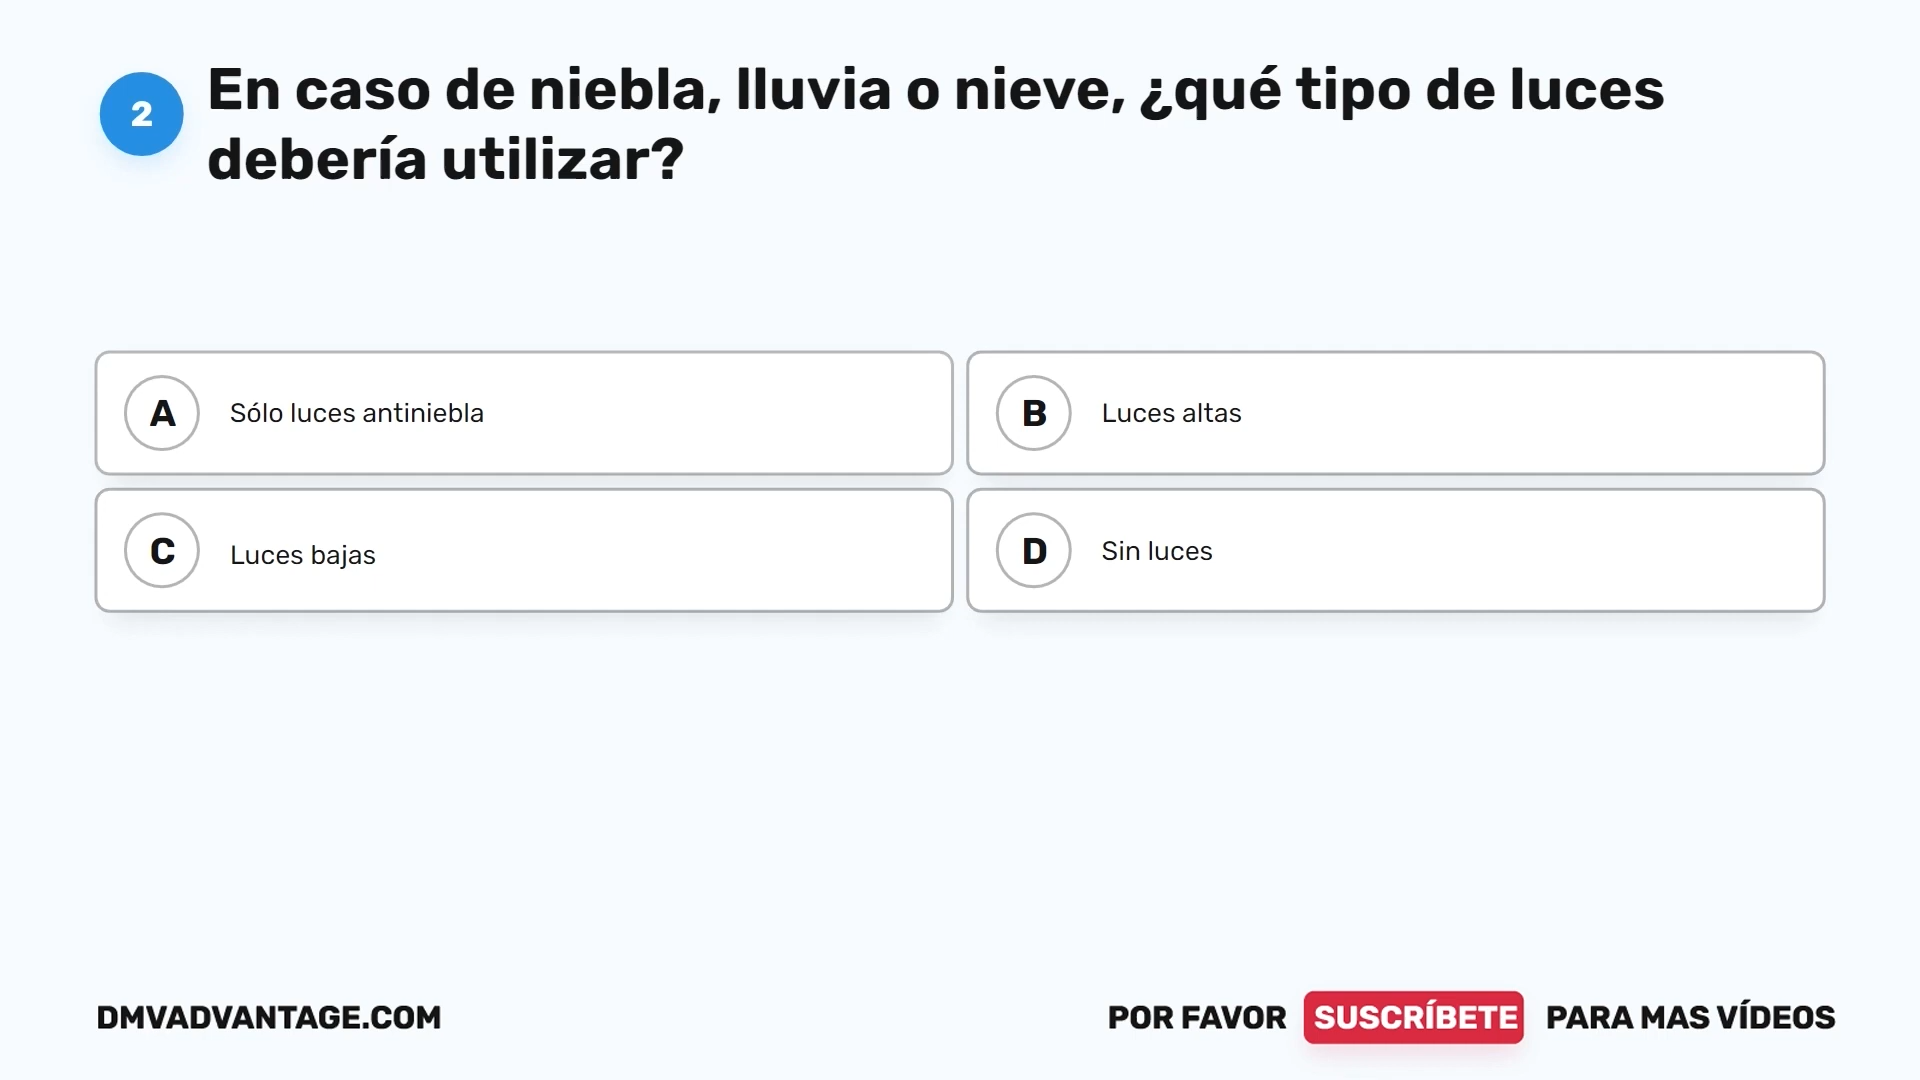 2
En caso de niebla, lluvia o nieve, ¿qué tipo de luces
debería utilizar?
A Sólo luces antiniebla
B Luces altas
C Luces bajas
D Sin luces
DMVADVANTAGE.COM
POR FAVOR SUSCRÍBETE PARA MAS VÍDEOS